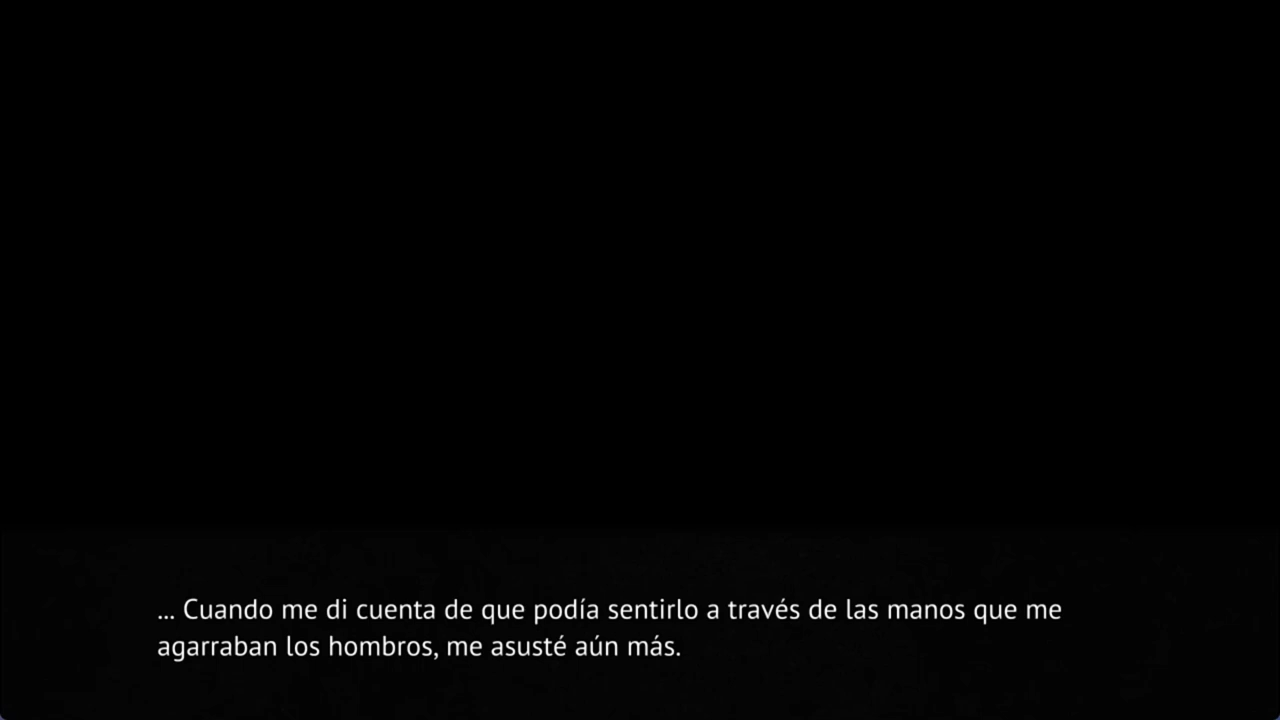 ... Cuando me di cuenta de que podía sentirlo a través de las manos que me
agarraban los hombros, me asusté aún más.